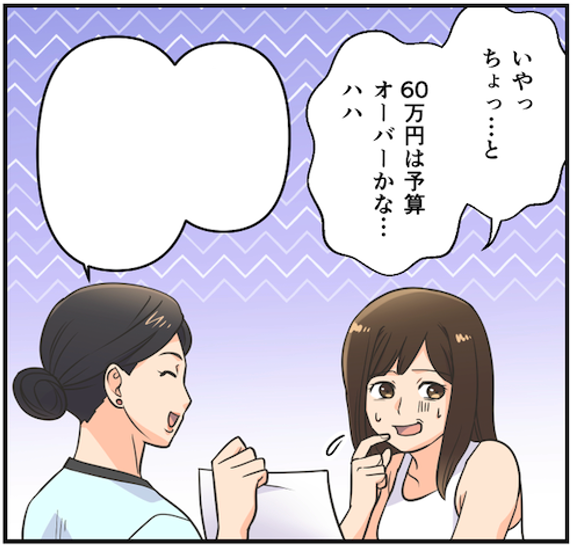 いやっ
ちょっ…と
60万円は予算
オーバーかな…
ハハ